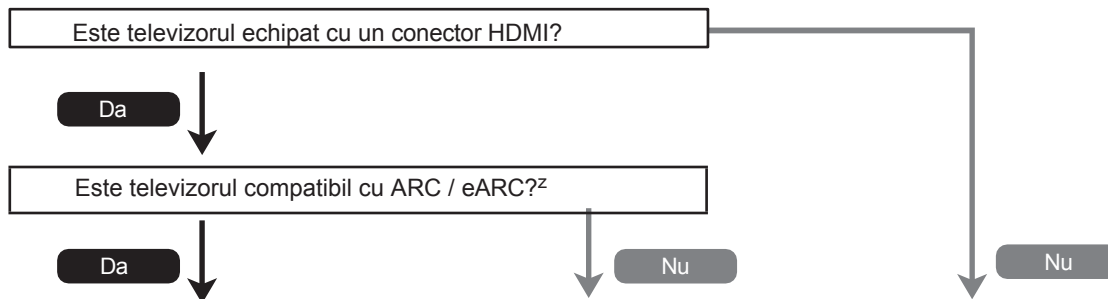 Este televizorul echipat cu un conector HDMI?
Da
Este televizorul compatibil cu ARC / eARC?z
Da
Nu
Nu